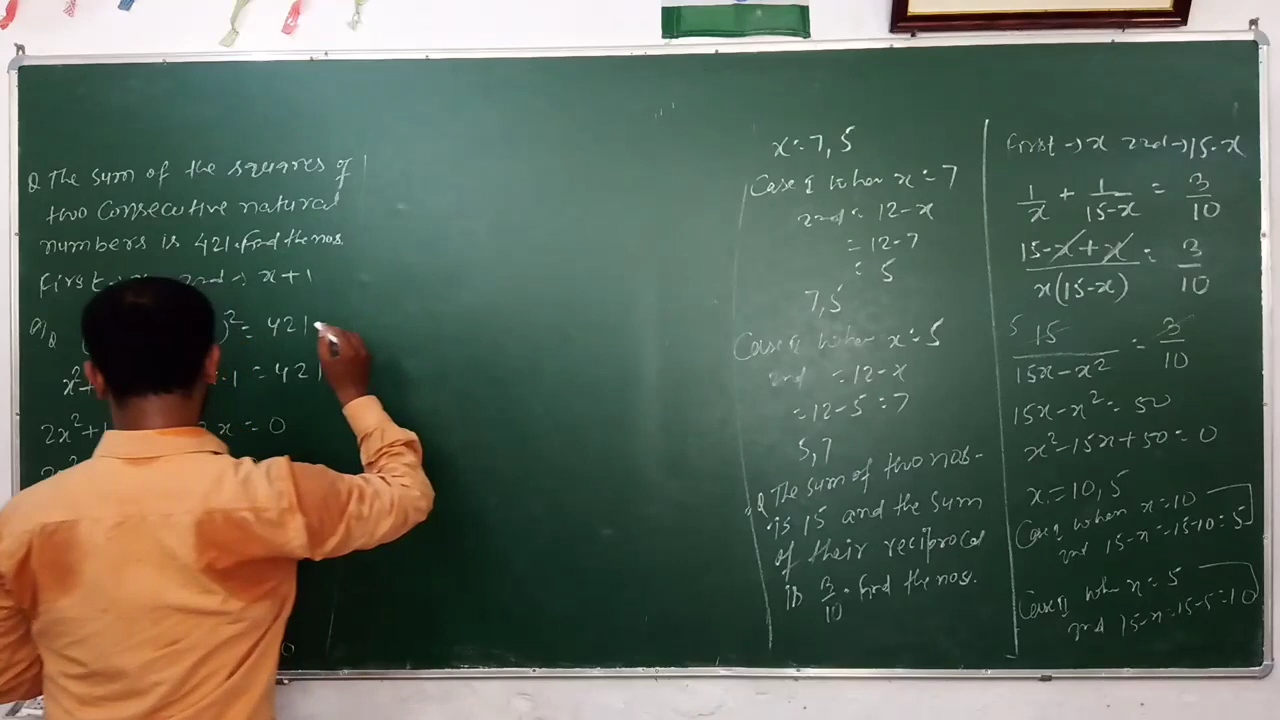 Q The sum of the squares of
two Consecutive natural
numbers is 421. find the nos.
first → 2nd → x+1
)² = 421
x²+ .1 = 421
2x²+ x = 0
x = 7, 5
Case I when x = 7
2nd = 12-x
= 12-7
= 5
7,5
Case II when x = 5
2nd = 12-x
= 12-5 = 7
5,7
Q The sum of two nos-
is 15 and the sum
of their reciprocal
is 3/10. find the nos.
first → x 2nd → 15-x
1/x + 1/(15-x) = 3/10
(15-x+x)/(x(15-x)) = 3/10
5 15/(15x-x²) = 3/10
15x-x² = 50
x²-15x+50 = 0
x = 10, 5
Case I when x = 10
2nd 15-x = 15-10 = 5
Case II when x = 5
2nd 15-x = 15-5 = 10